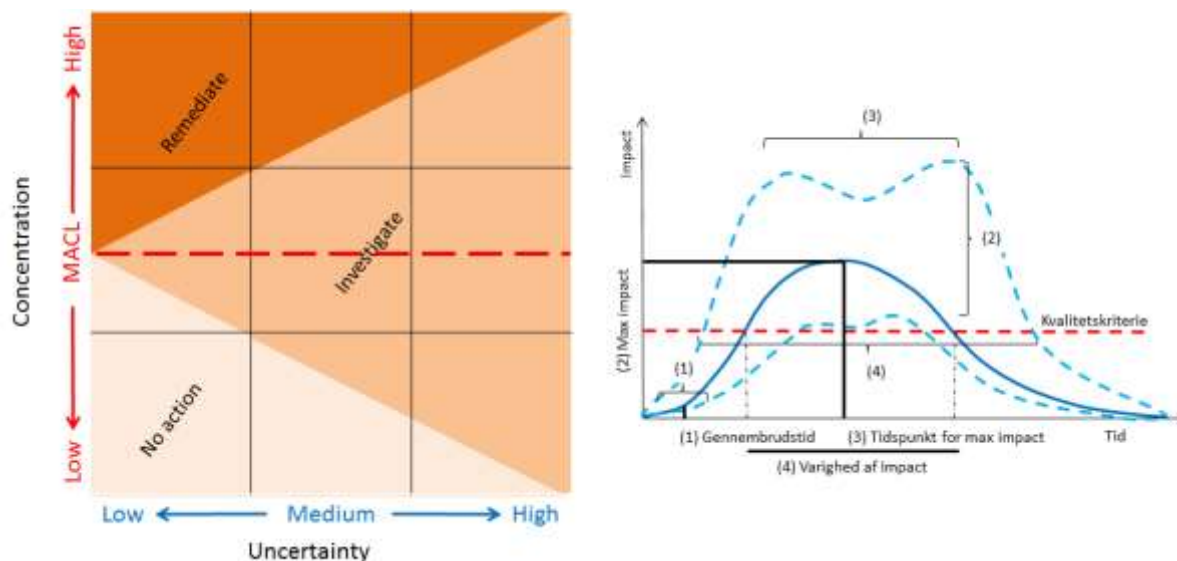 High
MACL
Low
Concentration
Remediate
Investigate
No action
Low
Medium
High
Uncertainty
Impact
(2) Max impact
(3)
(2)
Kvalitetskriterie
(1)
(4)
(1) Gennembrudstid
(3) Tidspunkt for max impact
Tid
(4) Varighed af Impact